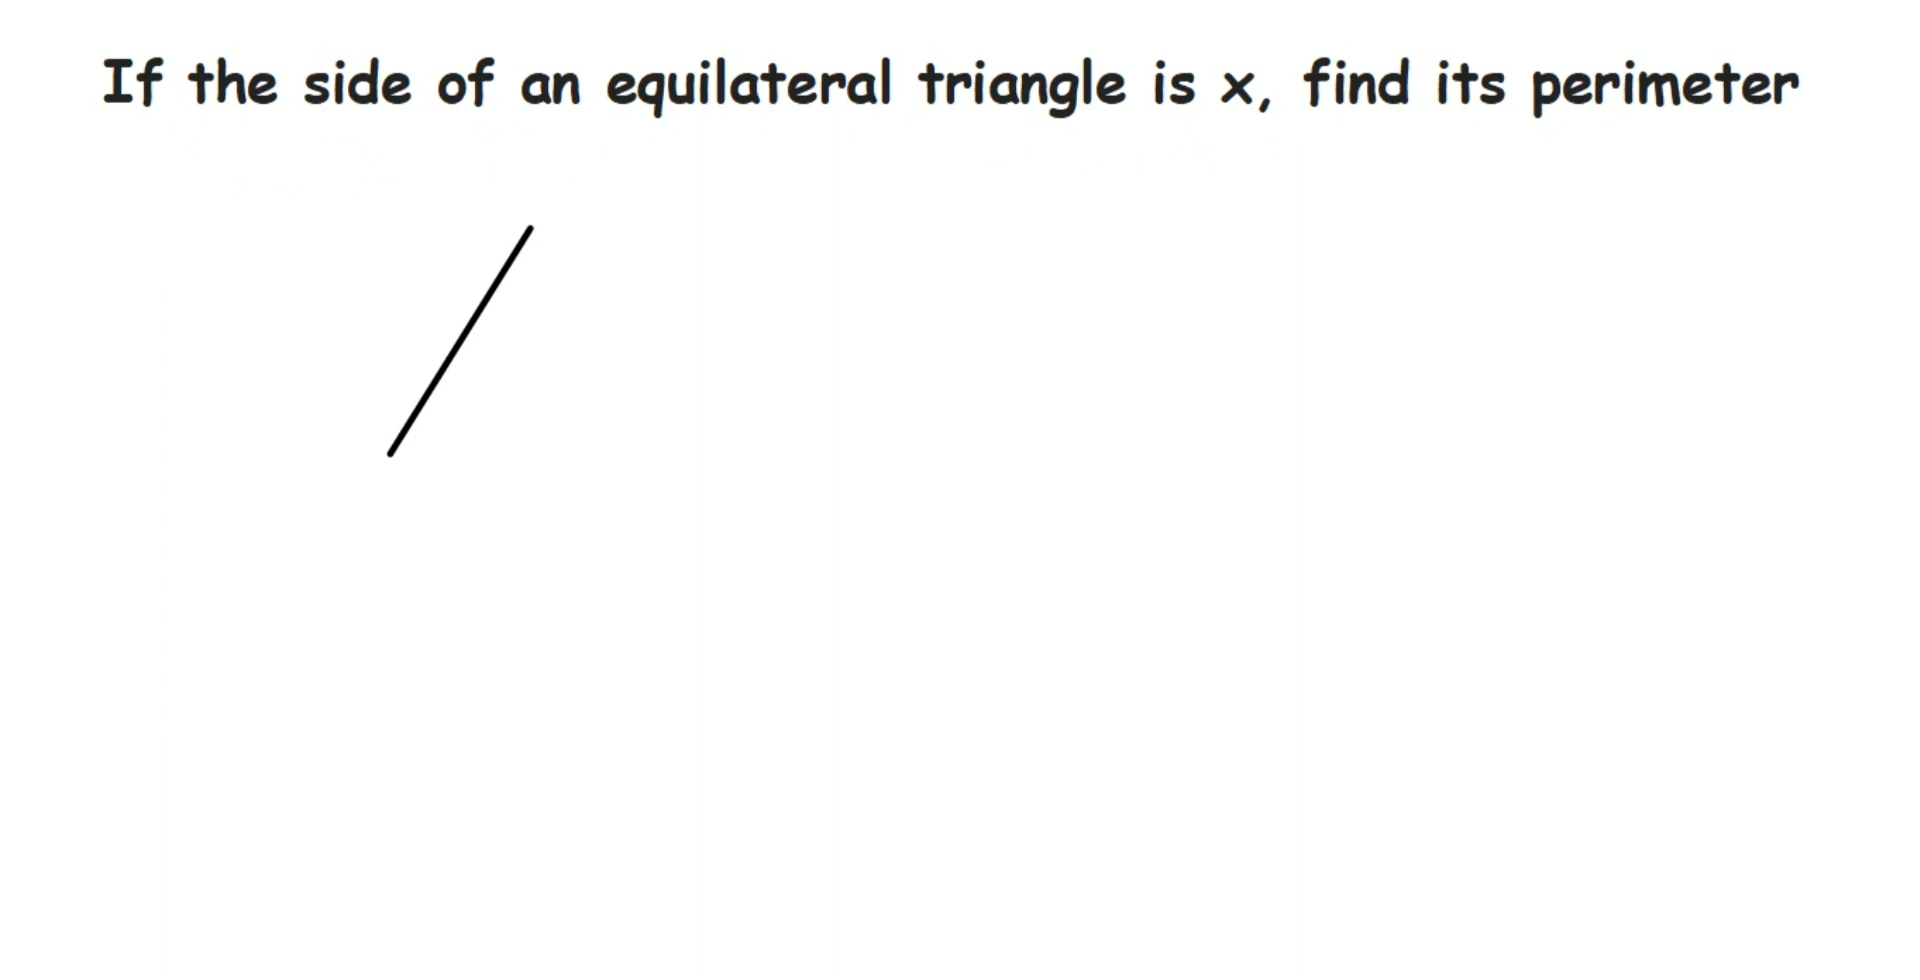 If the side of an equilateral triangle is x, find its perimeter